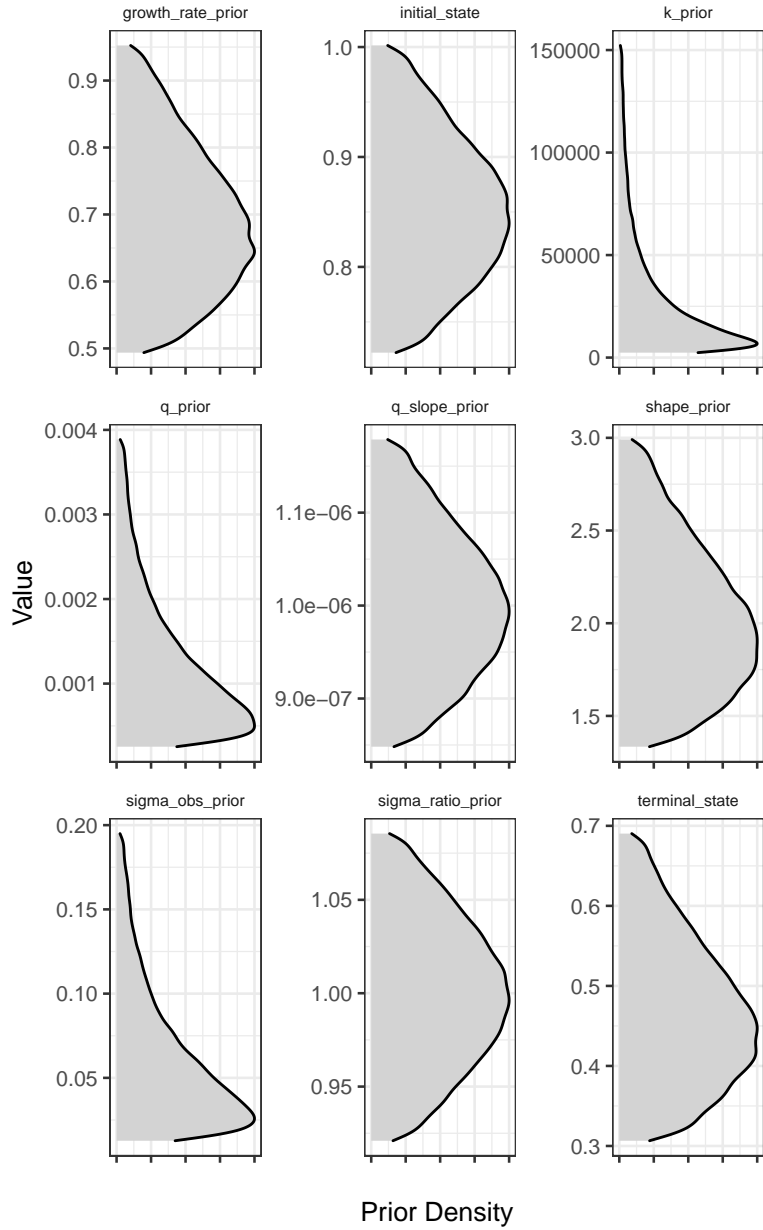 growth_rate_prior
initial_state
k_prior
0.9
0.8
0.7
0.6
0.5
1.0
0.9
0.8
150000
100000
50000
0
q_prior
q_slope_prior
shape_prior
0.004
0.003
0.002
0.001
1.1e−06
1.0e−06
9.0e−07
3.0
2.5
2.0
1.5
Value
sigma_obs_prior
sigma_ratio_prior
terminal_state
0.20
0.15
0.10
0.05
1.05
1.00
0.95
0.7
0.6
0.5
0.4
0.3
Prior Density